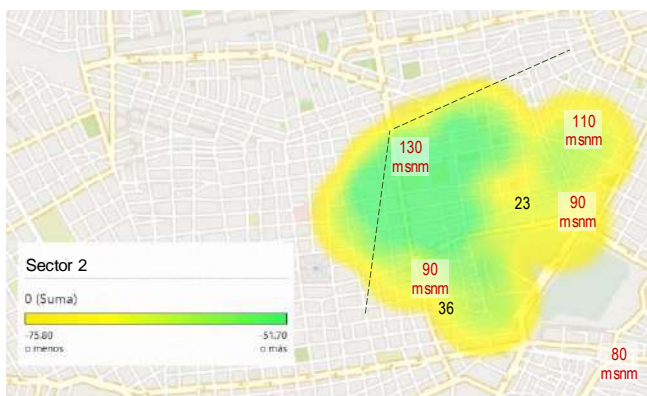 110
msnm
130
msnm
23
90
msnm
90
msnm
36
80
msnm
Sector 2
0 (Suma)
-75.80
o menos
-51.70
o más